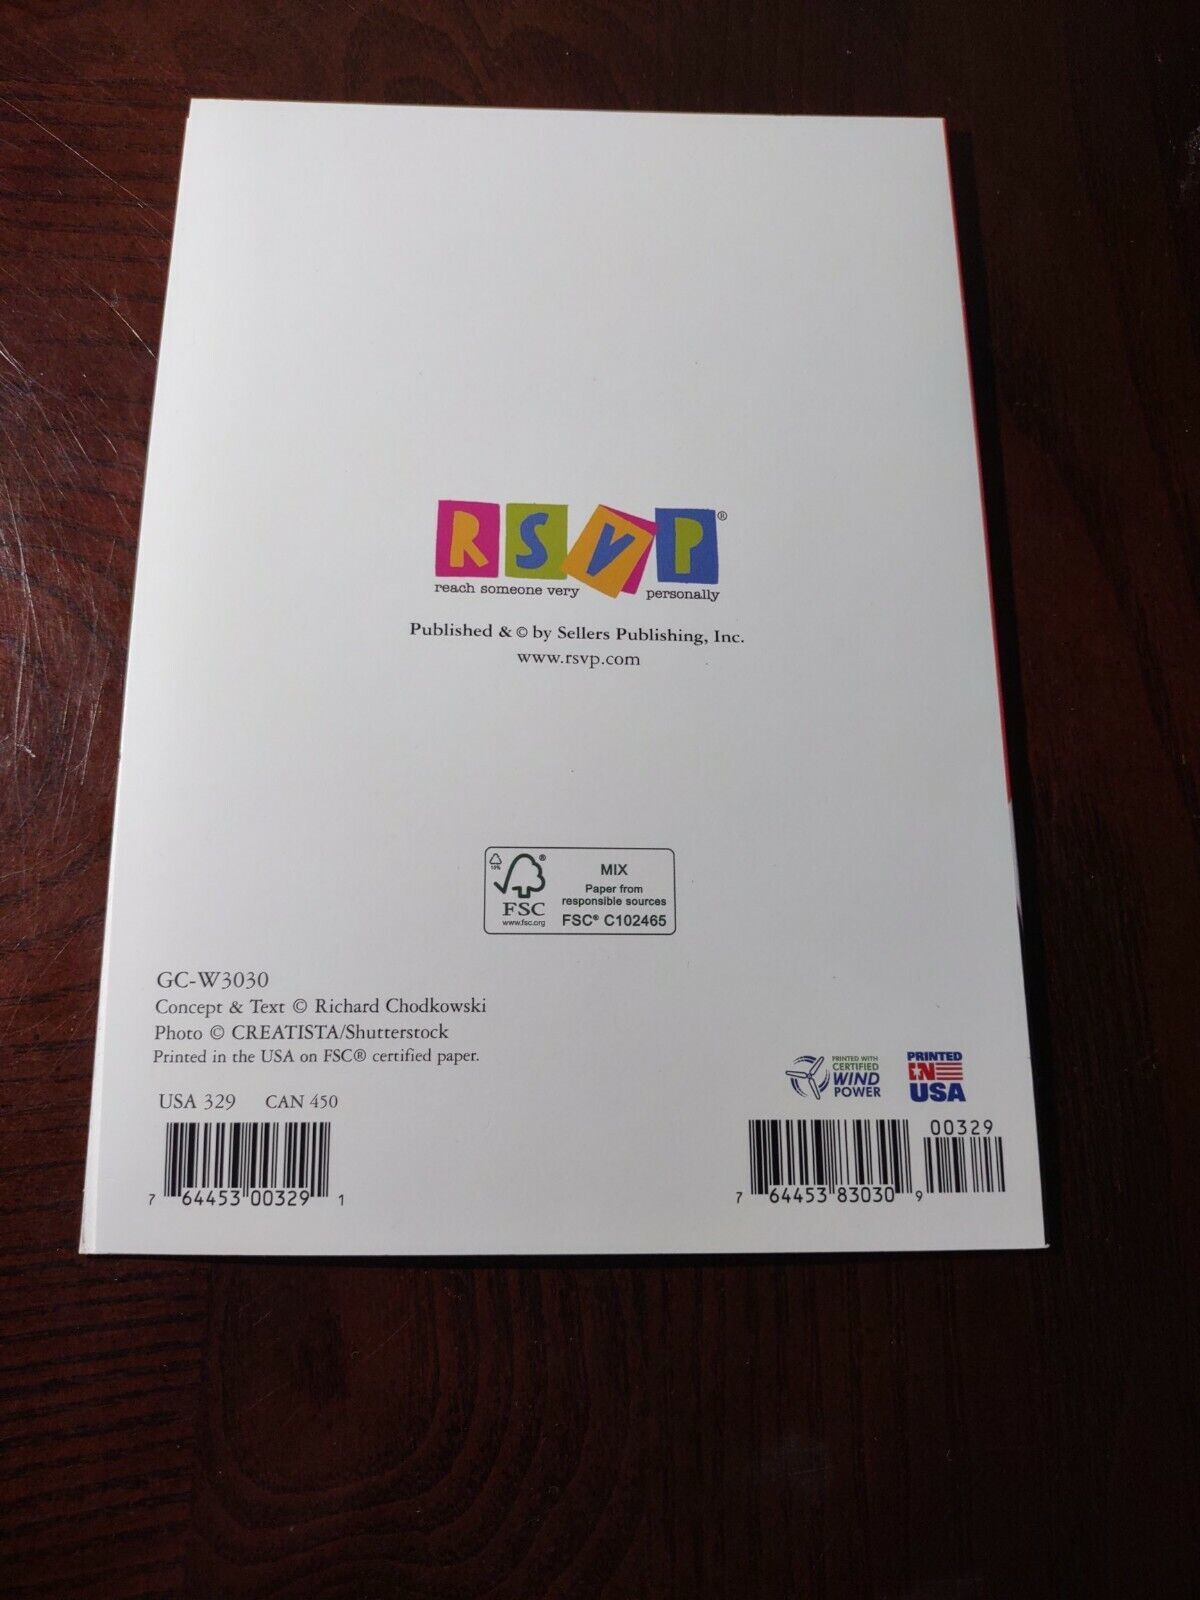 RSVP®
reach someone very personally
Published & © by Sellers Publishing, Inc.
www.rsvp.com
10%
®
FSC
www.fsc.org
MIX
Paper from
responsible sources
FSC® C102465
GC-W3030
Concept & Text © Richard Chodkowski
Photo © CREATISTA/Shutterstock
Printed in the USA on FSC® certified paper.
USA 329 CAN 450
7 64453 00329 1
PRINTED WITH
CERTIFIED
WIND
POWER
PRINTED
IN
USA
00329
7 64453 83030 9